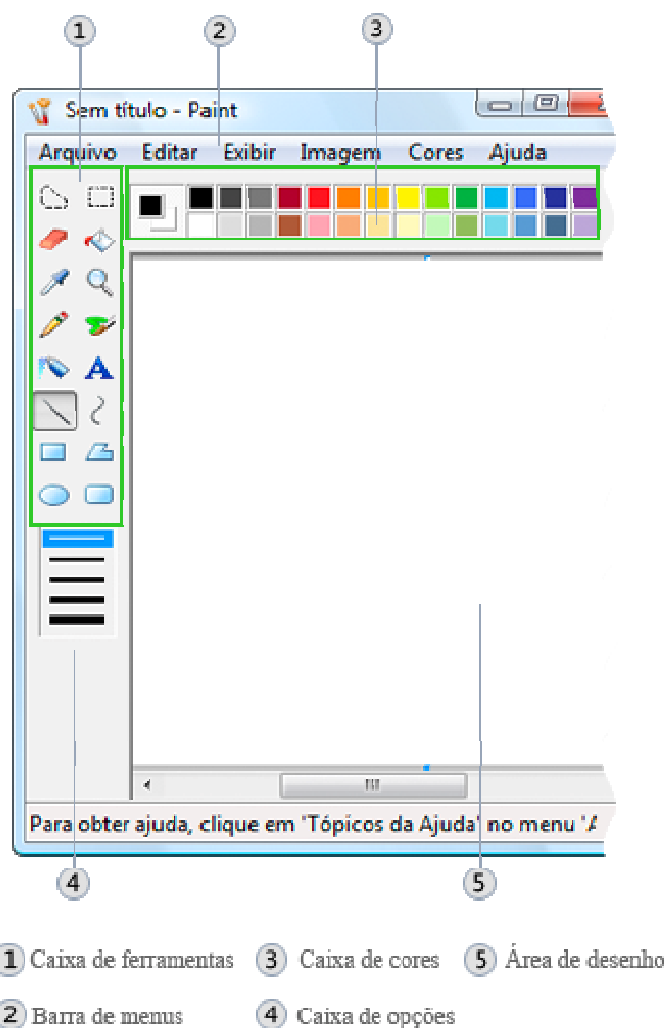 1 2 3
Sem título - Paint
Arquivo Editar Exibir Imagem Cores Ajuda
A
Para obter ajuda, clique em 'Tópicos da Ajuda' no menu 'A
4 5
1 Caixa de ferramentas 3 Caixa de cores 5 Área de desenho
2 Barra de menus 4 Caixa de opções